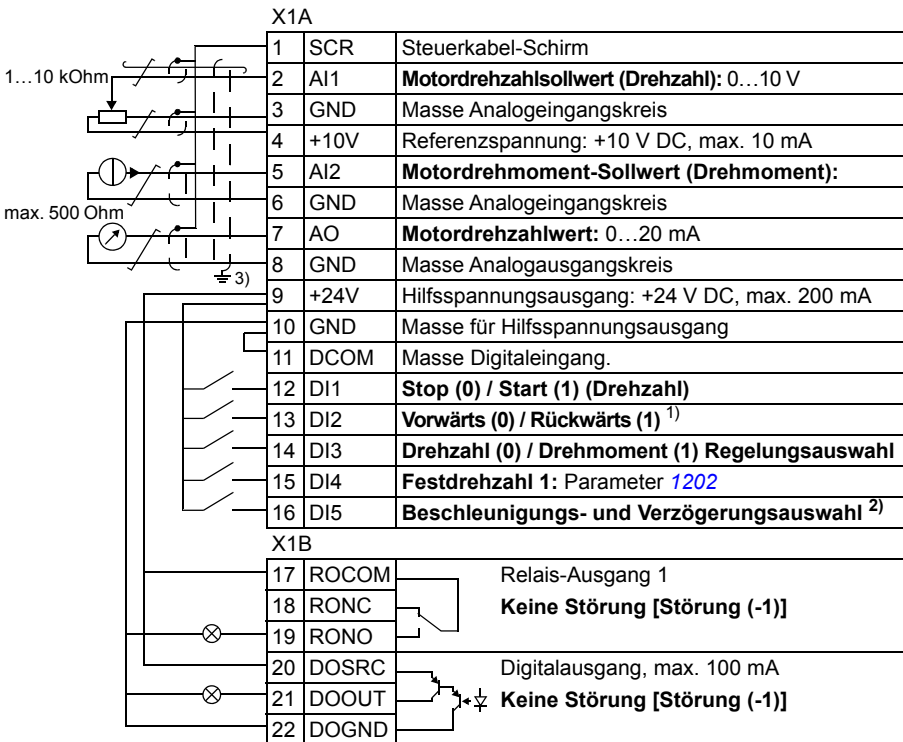 X1A
1 SCR Steuerkabel-Schirm
1…10 kOhm
2 AI1 Motordrehzahlsollwert (Drehzahl): 0…10 V
3 GND Masse Analogeingangskreis
4 +10V Referenzspannung: +10 V DC, max. 10 mA
5 AI2 Motordrehmoment-Sollwert (Drehmoment):
6 GND Masse Analogeingangskreis
max. 500 Ohm
7 AO Motordrehzahlwert: 0…20 mA
8 GND Masse Analogausgangskreis
3)
9 +24V Hilfsspannungsausgang: +24 V DC, max. 200 mA
10 GND Masse für Hilfsspannungsausgang
11 DCOM Masse Digitaleingang.
12 DI1 Stop (0) / Start (1) (Drehzahl)
13 DI2 Vorwärts (0) / Rückwärts (1) 1)
14 DI3 Drehzahl (0) / Drehmoment (1) Regelungsauswahl
15 DI4 Festdrehzahl 1: Parameter 1202
16 DI5 Beschleunigungs- und Verzögerungsauswahl 2)
X1B
17 ROCOM Relais-Ausgang 1
18 RONC Keine Störung [Störung (-1)]
19 RONO
20 DOSRC Digitalausgang, max. 100 mA
21 DOOUT Keine Störung [Störung (-1)]
22 DOGND